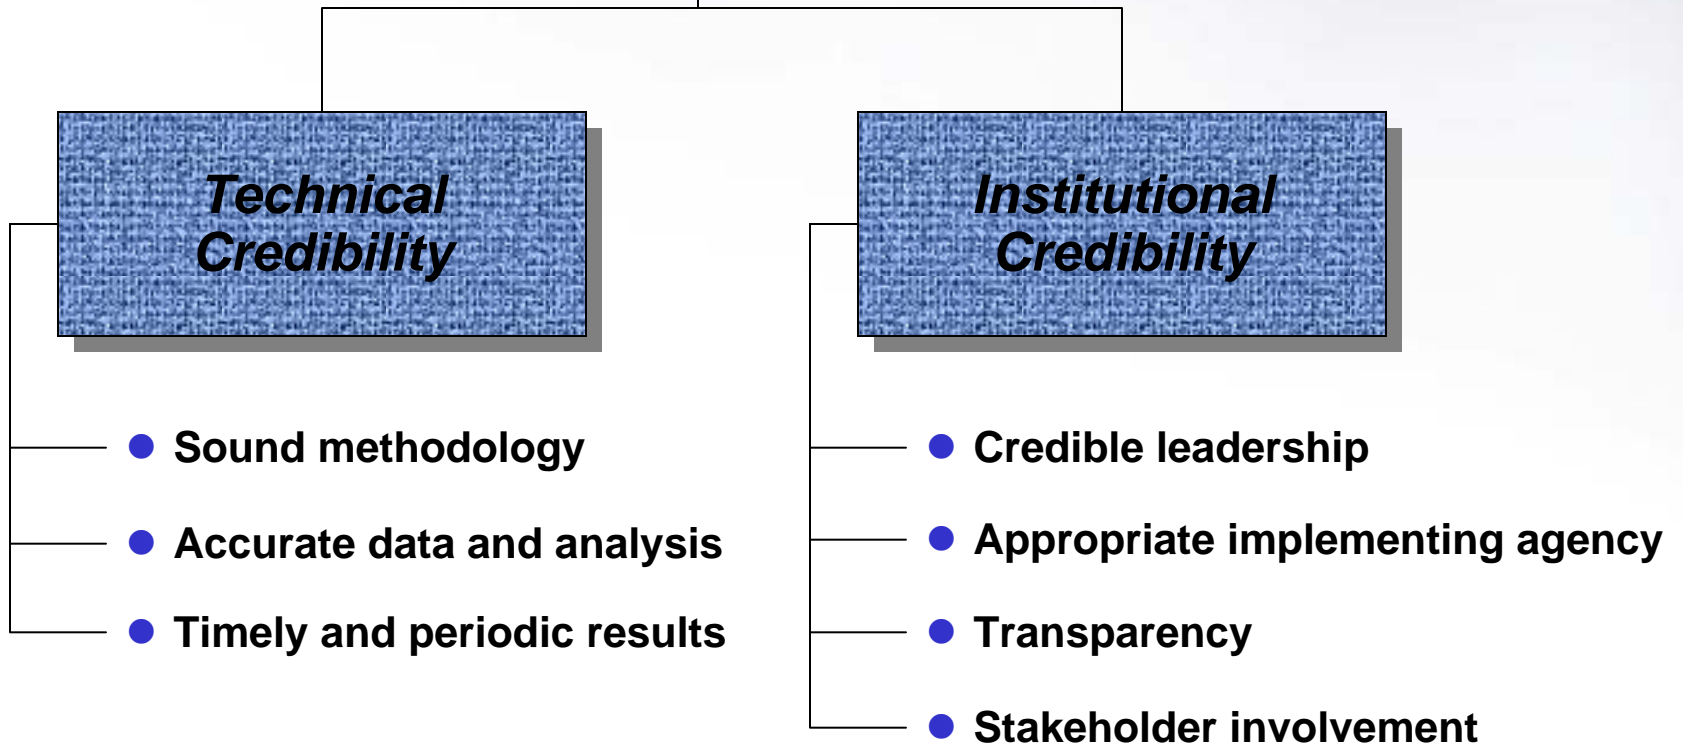 Technical
Credibility
Sound methodology
Accurate data and analysis
Timely and periodic results
Institutional
Credibility
Credible leadership
Appropriate implementing agency
Transparency
Stakeholder involvement